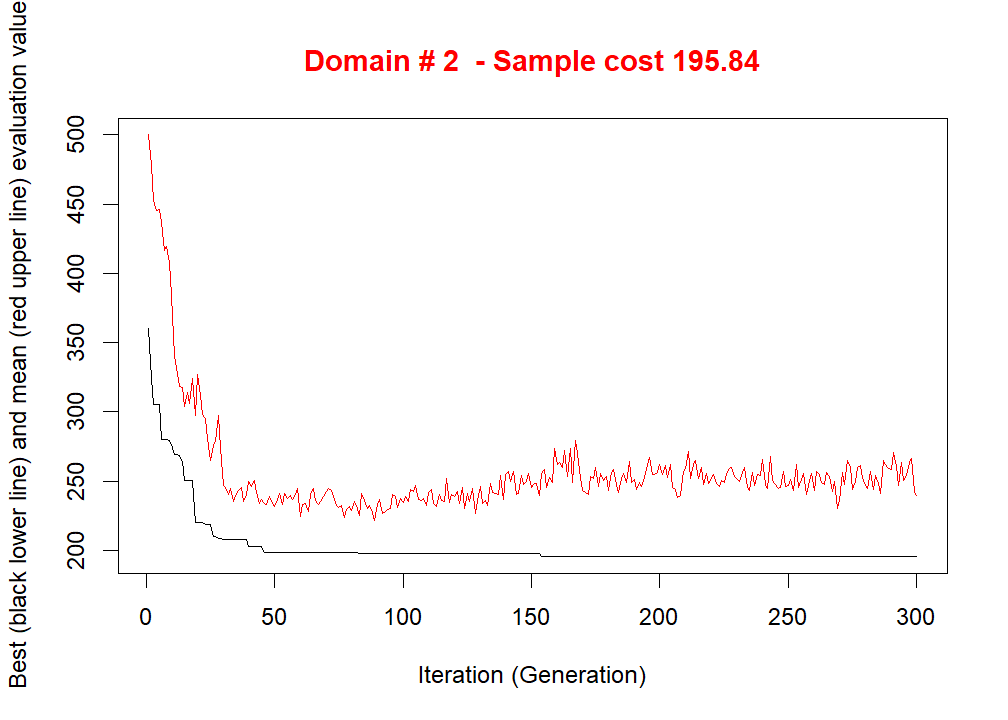 Domain # 2  - Sample cost 195.84
Best (black lower line) and mean (red upper line) evaluation value
500
450
400
350
300
250
200
0 50 100 150 200 250 300
Iteration (Generation)